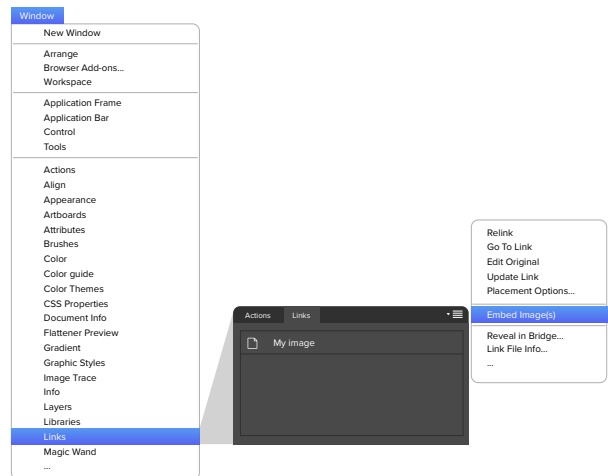 Window
New Window
Arrange
Browser Add-ons...
Workspace
Application Frame
Application Bar
Control
Tools
Actions
Align
Appearance
Artboards
Attributes
Brushes
Color
Color guide
Color Themes
CSS Properties
Document Info
Flattener Preview
Gradient
Graphic Styles
Image Trace
Info
Layers
Libraries
Links
Magic Wand
...
Actions Links
My image
Relink
Go To Link
Edit Original
Update Link
Placement Options...
Embed Image(s)
Reveal in Bridge...
Link File Info...
...